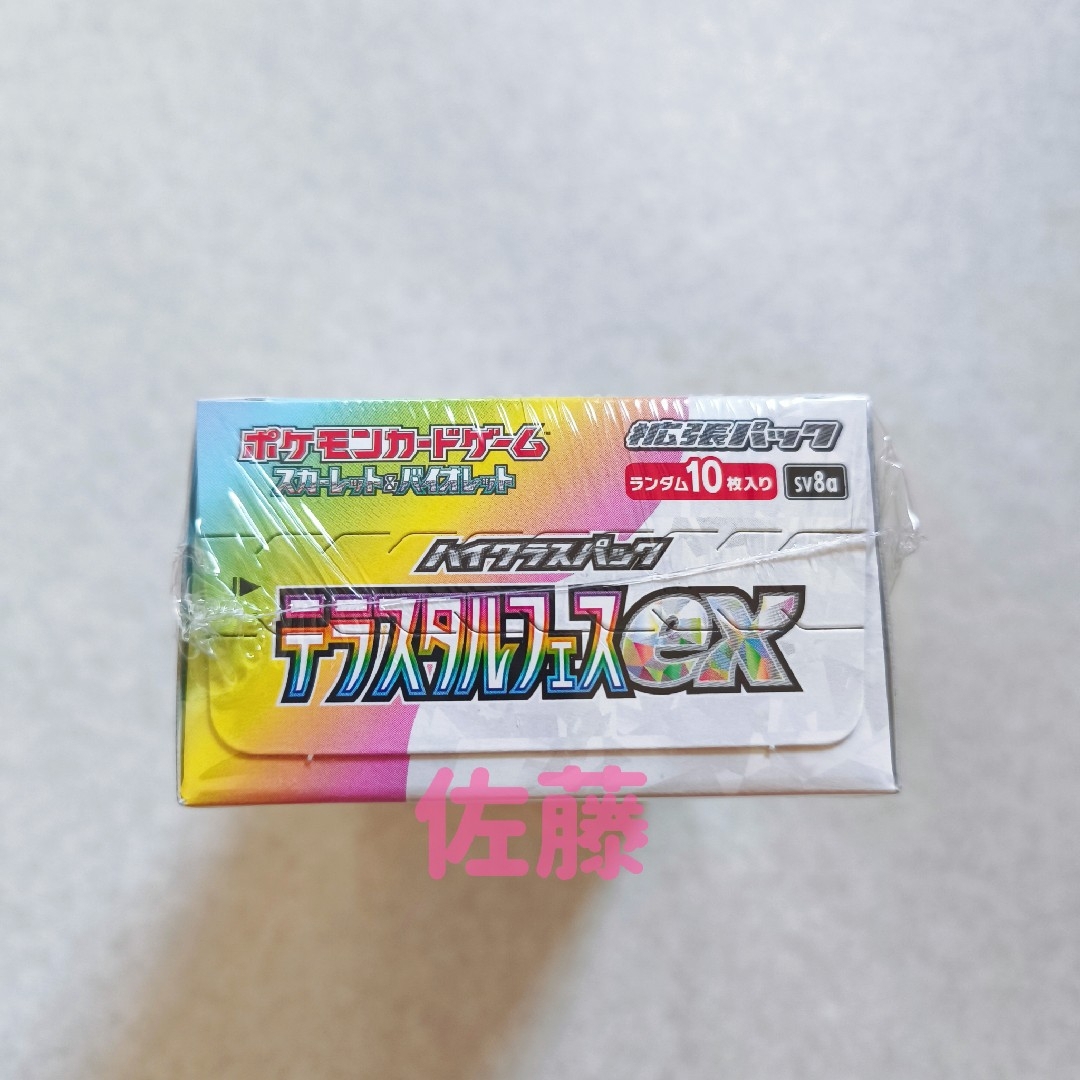 ポケモンカードゲーム™
スカーレット&バイオレット
拡張パック
ランダム10枚入り SV8a
ハイクラスパック
テラスタルフェスex
佐藤